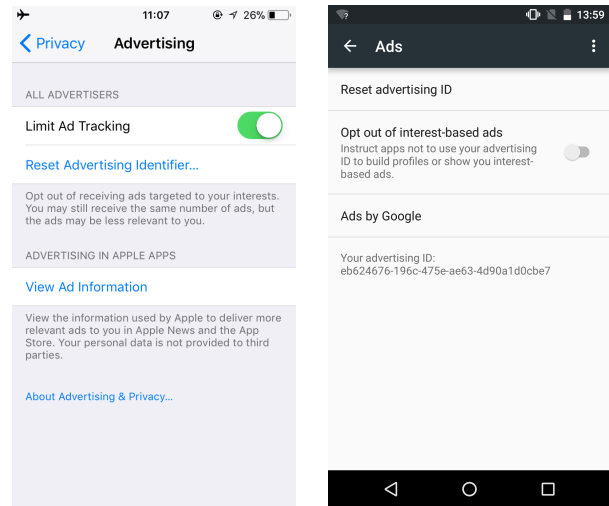 11:07
26%
Privacy
Advertising
ALL ADVERTISERS
Limit Ad Tracking
Reset Advertising Identifier...
Opt out of receiving ads targeted to your interests.
You may still receive the same number of ads, but
the ads may be less relevant to you.
ADVERTISING IN APPLE APPS
View Ad Information
View the information used by Apple to deliver more
relevant ads to you in Apple News and the App
Store. Your personal data is not provided to third
parties.
About Advertising & Privacy...
13:59
Ads
Reset advertising ID
Opt out of interest-based ads
Instruct apps not to use your advertising
ID to build profiles or show you interest-
based ads.
Ads by Google
Your advertising ID:
eb624676-196c-475e-ae63-4d90a1d0cbe7